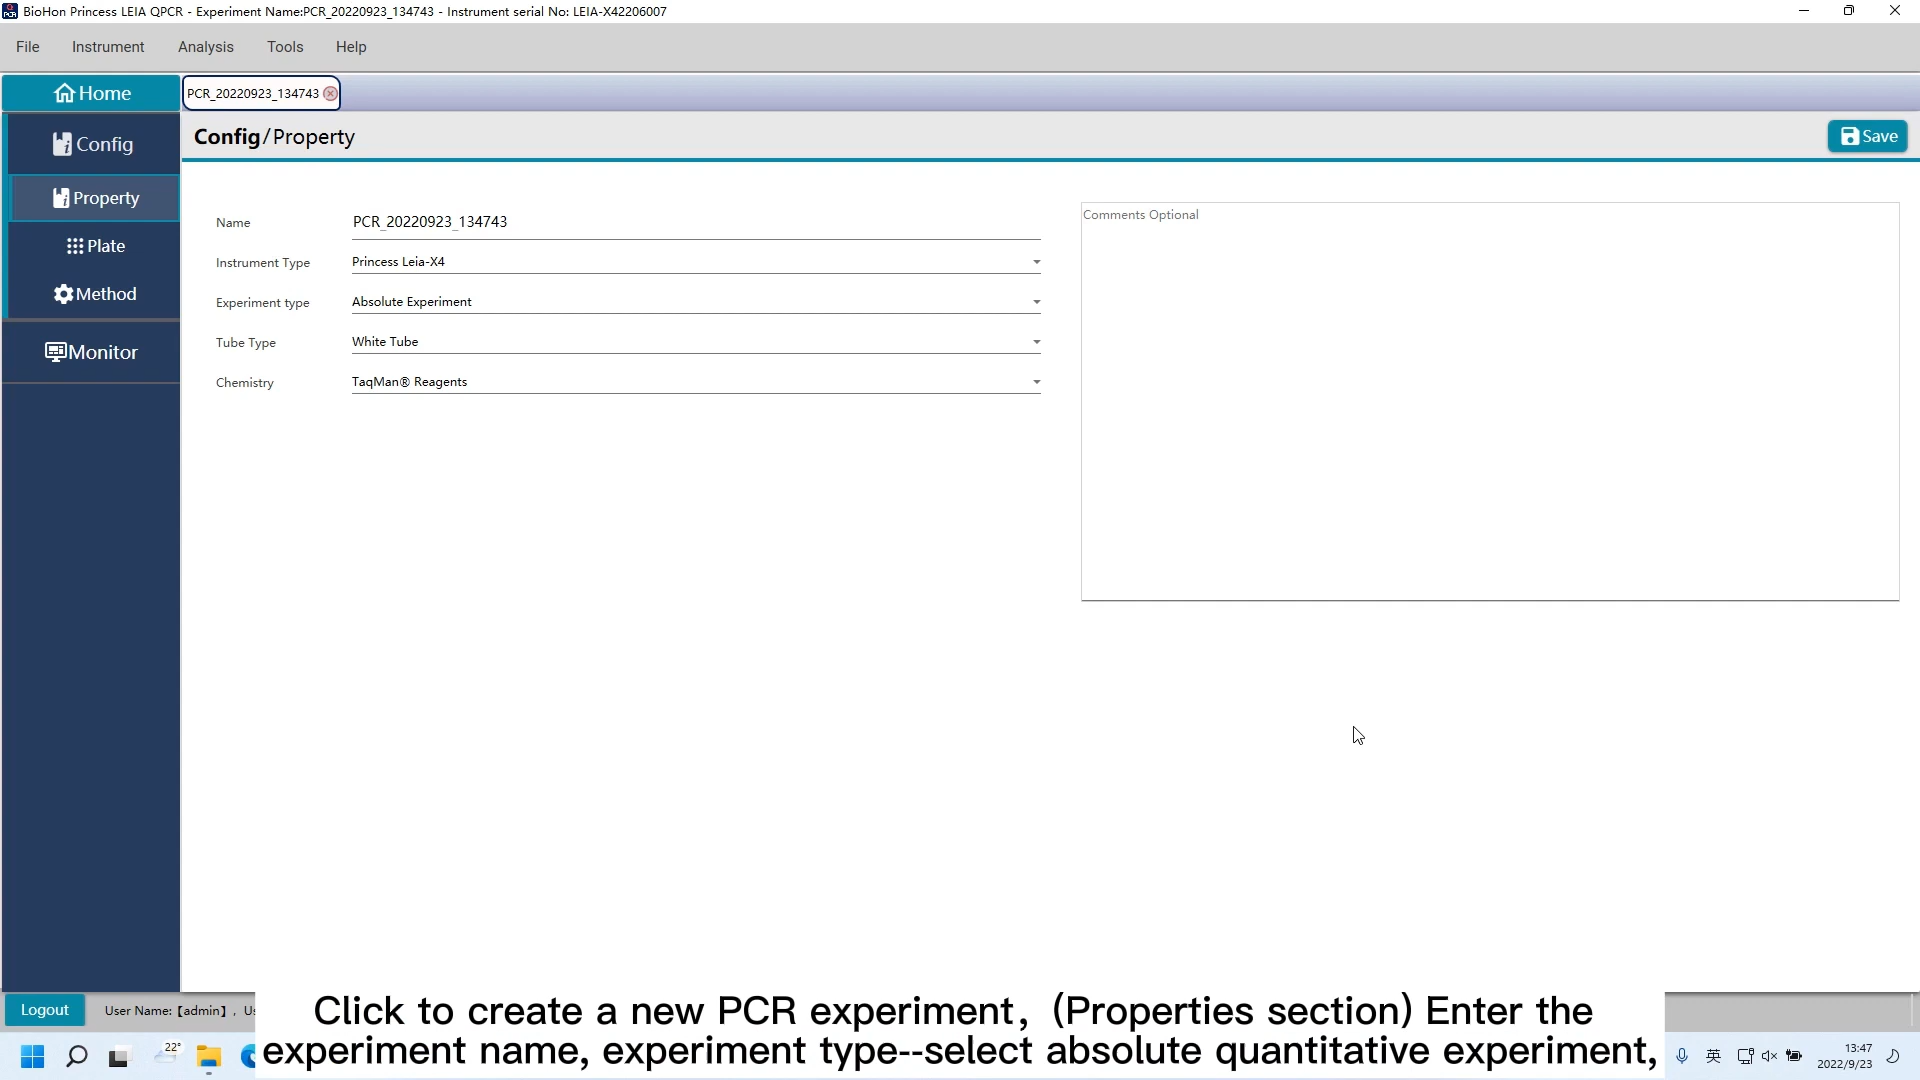 BioHon Princess LEIA QPCR - Experiment Name:PCR_20220923_134743 - Instrument serial No: LEIA-X42206007
File Instrument Analysis Tools Help
Home
PCR_20220923_134743
Config
Config/Property
Save
Property
Plate
Method
Monitor
Name PCR_20220923_134743
Instrument Type Princess Leia-X4
Experiment type Absolute Experiment
Tube Type White Tube
Chemistry TaqMan® Reagents
Comments Optional
Logout User Name:【admin】,
Click to create a new PCR experiment, (Properties section) Enter the
experiment name, experiment type--select absolute quantitative experiment,
22°
英
13:47
2022/9/23